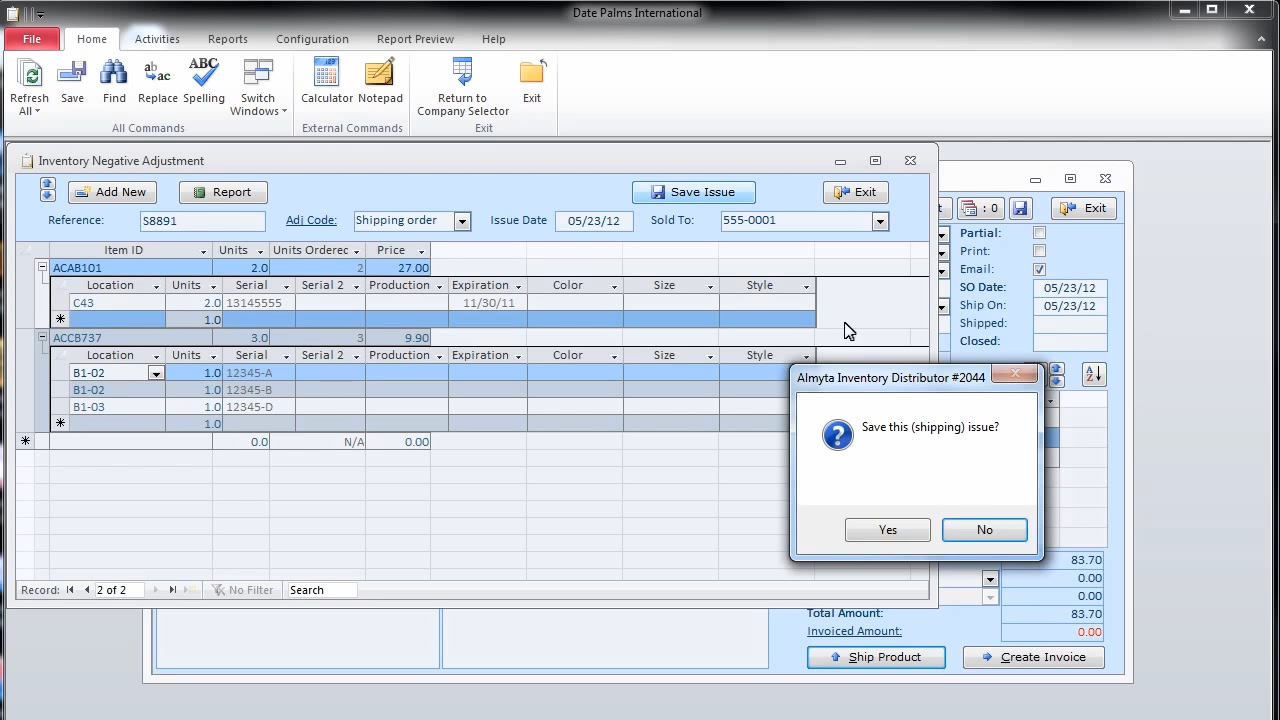 Date Palms International
File Home Activities Reports Configuration Report Preview Help
Refresh All Save Find Replace Spelling Switch Windows Calculator Notepad Return to Company Selector Exit
All Commands External Commands Exit
Inventory Negative Adjustment
Add New Report Save Issue Exit
: 0 Exit
Reference: S8891 Adj Code: Shipping order Issue Date 05/23/12 Sold To: 555-0001
Partial:
Print:
Email:
SO Date: 05/23/12
Ship On: 05/23/12
Shipped:
Closed:
Item ID Units Units Ordered Price
ACAB101 2.0 2 27.00
Location Units Serial Serial 2 Production Expiration Color Size Style
C43 2.0 13145555 11/30/11
* 1.0
ACCB737 3.0 3 9.90
Location Units Serial Serial 2 Production Expiration Color Size Style
B1-02 1.0 12345-A
B1-02 1.0 12345-B
B1-03 1.0 12345-D
* 1.0
* 0.0 N/A 0.00
Almyta Inventory Distributor #2044
Save this (shipping) issue?
Yes No
Record: 2 of 2 No Filter Search
83.70
0.00
0.00
Total Amount: 83.70
Invoiced Amount: 0.00
Ship Product Create Invoice